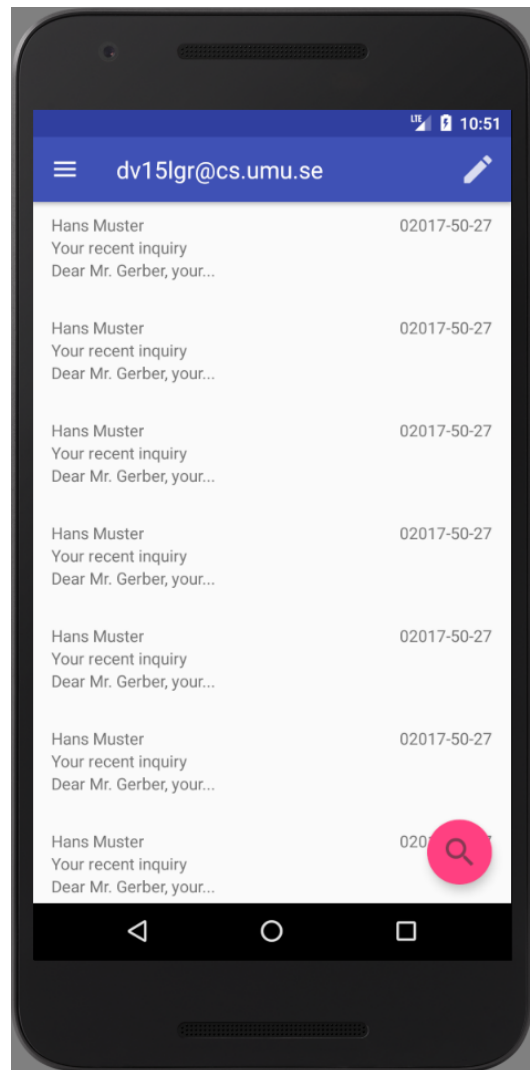 LTE 10:51
dv15lgr@cs.umu.se
Hans Muster 02017-50-27
Your recent inquiry
Dear Mr. Gerber, your...
Hans Muster 02017-50-27
Your recent inquiry
Dear Mr. Gerber, your...
Hans Muster 02017-50-27
Your recent inquiry
Dear Mr. Gerber, your...
Hans Muster 02017-50-27
Your recent inquiry
Dear Mr. Gerber, your...
Hans Muster 02017-50-27
Your recent inquiry
Dear Mr. Gerber, your...
Hans Muster 02017-50-27
Your recent inquiry
Dear Mr. Gerber, your...
Hans Muster
Your recent inquiry
Dear Mr. Gerber, your...